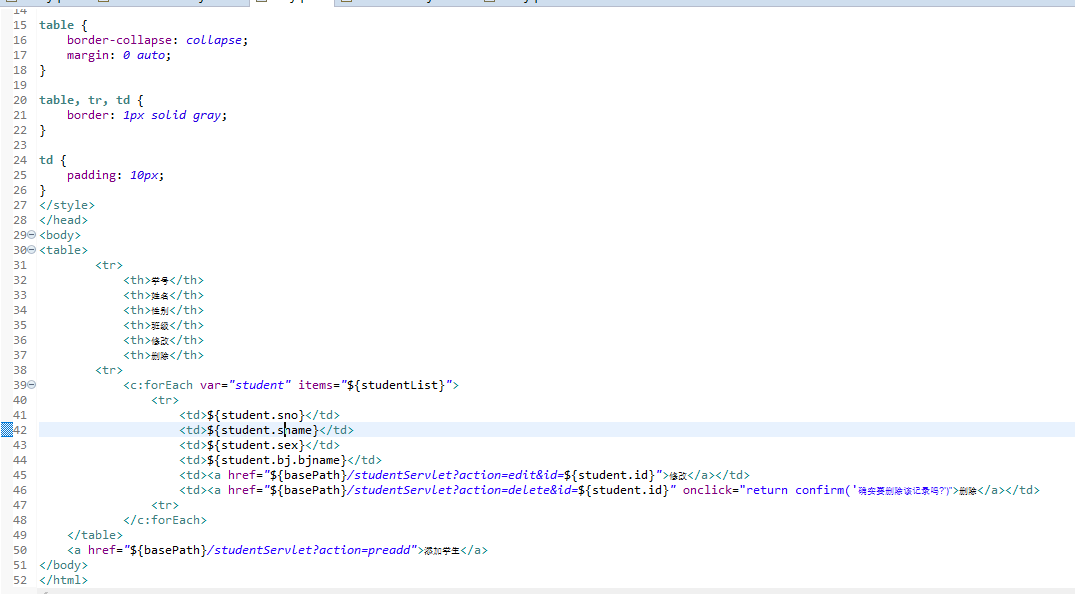 14
15 table {
16     border-collapse: collapse;
17     margin: 0 auto;
18 }
19
20 table, tr, td {
21     border: 1px solid gray;
22 }
23
24 td {
25     padding: 10px;
26 }
27 </style>
28 </head>
29 <body>
30 <table>
31         <tr>
32             <th>学号</th>
33             <th>姓名</th>
34             <th>性别</th>
35             <th>班级</th>
36             <th>修改</th>
37             <th>删除</th>
38         <tr>
39             <c:forEach var="student" items="${studentList}">
40                 <tr>
41                     <td>${student.sno}</td>
42                     <td>${student.sname}</td>
43                     <td>${student.sex}</td>
44                     <td>${student.bj.bjname}</td>
45                     <td><a href="${basePath}/studentServlet?action=edit&id=${student.id}">修改</a></td>
46                     <td><a href="${basePath}/studentServlet?action=delete&id=${student.id}" onclick="return confirm('确实要删除该记录吗?')">删除</a></td>
47                 <tr>
48             </c:forEach>
49     </table>
50     <a href="${basePath}/studentServlet?action=preadd">添加学生</a>
51 </body>
52 </html>